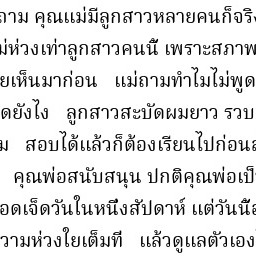 ถาม คุณแม่มีลูกสาวหลายคนก็จริง
ม่ห่วงเท่าลูกสาวคนนี้ เพราะสภาพ
ยเห็นมาก่อน แม่ถามทำไมไม่พูด
ดยังไง ลูกสาวสะบัดผมยาว รวบ
ม สอบได้แล้วก็ต้องเรียนไปก่อนส
คุณพ่อสนับสนุน ปกติคุณพ่อเป็
อดเจ็ดวันในหนึ่งสัปดาห์ แต่วันนี้อ
วามห่วงใยเต็มที่ แล้วดูแลตัวเองไ